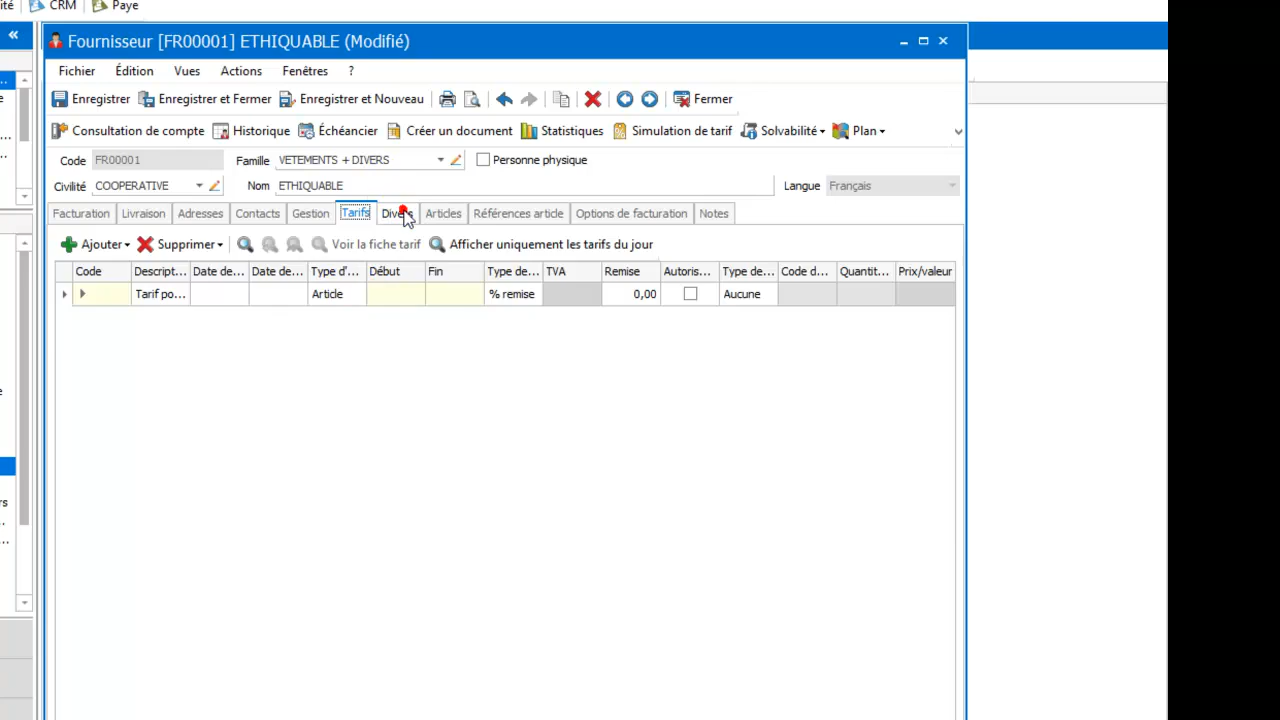 ité CRM Paye
Fournisseur [FR00001] ETHIQUABLE (Modifié)
Fichier Édition Vues Actions Fenêtres ?
Enregistrer Enregistrer et Fermer Enregistrer et Nouveau Fermer
Consultation de compte Historique Échéancier Créer un document Statistiques Simulation de tarif Solvabilité Plan
Code FR00001 Famille VETEMENTS + DIVERS Personne physique
Civilité COOPERATIVE Nom ETHIQUABLE Langue Français
Facturation Livraison Adresses Contacts Gestion Tarifs Divers Articles Références article Options de facturation Notes
Ajouter Supprimer Voir la fiche tarif Afficher uniquement les tarifs du jour
Code Descript... Date de... Date de... Type d'... Début Fin Type de... TVA Remise Autoris... Type de... Code d... Quantit... Prix/valeur
Tarif po... Article % remise 0,00 Aucune